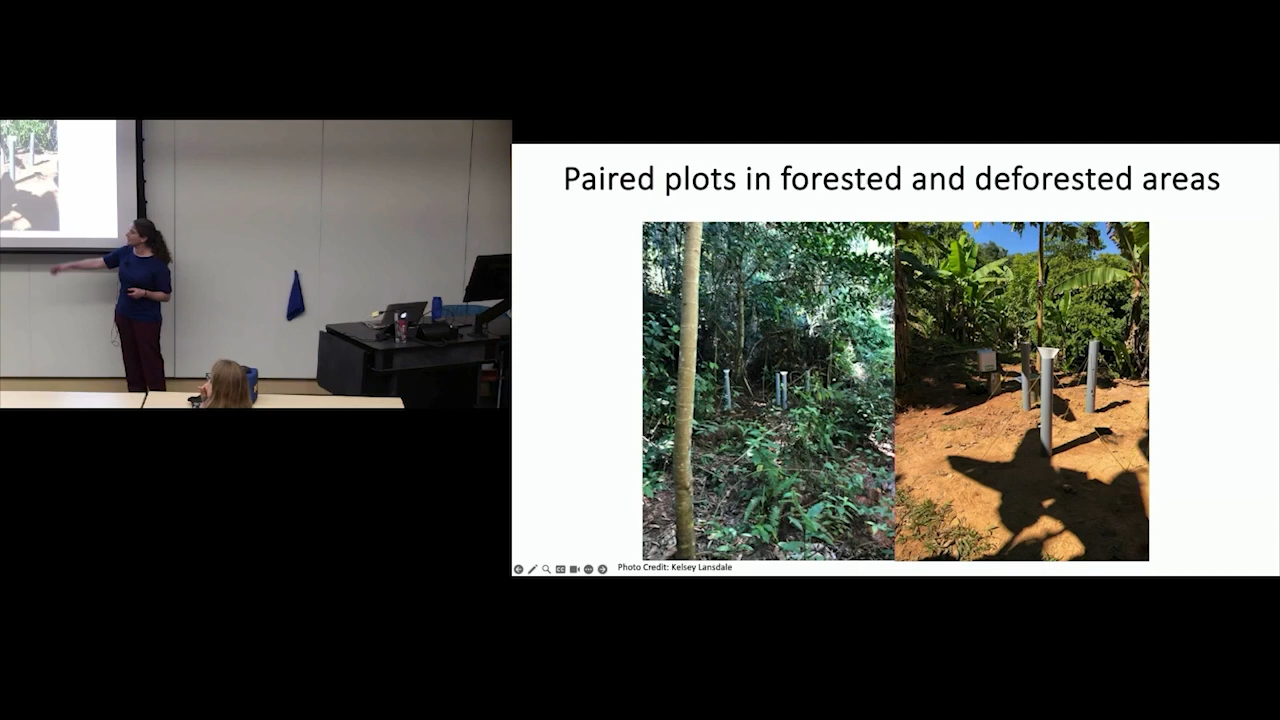 Paired plots in forested and deforested areas
Photo Credit: Kelsey Lansdale